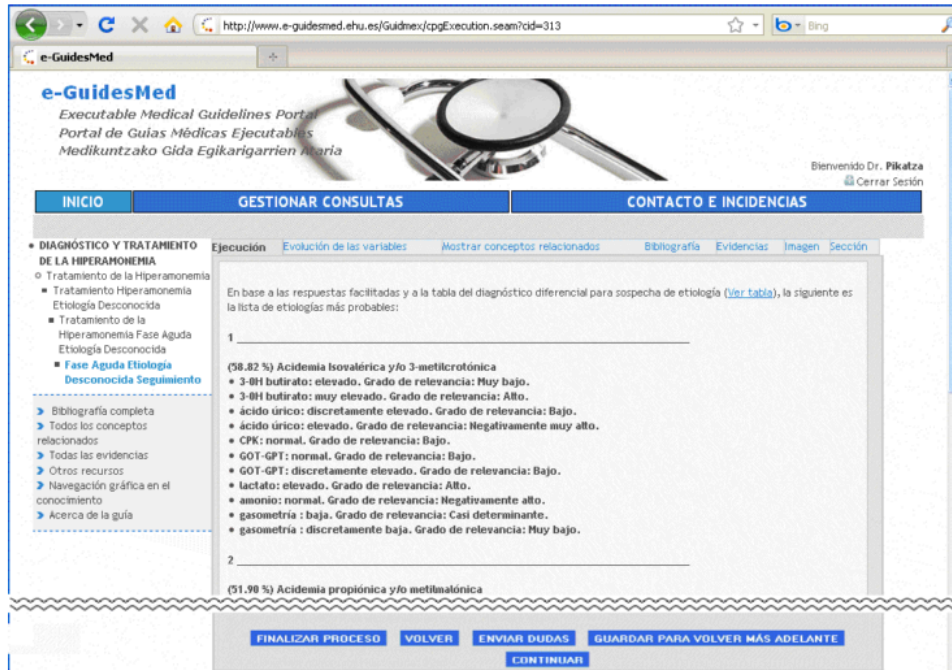 http://www.e-guidesmed.ehu.es/Guidmex/cpgExecution.seam?cid=313
Bing
e-GuidesMed
e-GuidesMed
Executable Medical Guidelines Portal
Portal de Guías Médicas Ejecutables
Medikuntzako Gida Egikarigarrien Ataria
Bienvenido Dr. Pikatza
Cerrar Sesión
INICIO
GESTIONAR CONSULTAS
CONTACTO E INCIDENCIAS
DIAGNÓSTICO Y TRATAMIENTO
DE LA HIPERAMONEMIA
Tratamiento de la Hiperamonemia
Tratamiento Hiperamonemia
Etiología Desconocida
Tratamiento de la
Hiperamonemia Fase Aguda
Etiología Desconocida
Fase Aguda Etiología
Desconocida Seguimiento
Bibliografía completa
Todos los conceptos
relacionados
Todas las evidencias
Otros recursos
Navegación gráfica en el
conocimiento
Acerca de la guía
Ejecución Evolución de las variables Mostrar conceptos relacionados Bibliografía Evidencias Imagen Sección
En base a las respuestas facilitadas y a la tabla del diagnóstico diferencial para sospecha de etiología (Ver tabla), la siguiente es
la lista de etiologías más probables:
1
(58.82 %) Acidemia Isovalérica y/o 3-metilcrotónica
• 3-OH butirato: elevado. Grado de relevancia: Muy bajo.
• 3-OH butirato: muy elevado. Grado de relevancia: Alto.
• ácido úrico: discretamente elevado. Grado de relevancia: Bajo.
• ácido úrico: elevado. Grado de relevancia: Negativamente muy alto.
• CPK: normal. Grado de relevancia: Bajo.
• GOT-GPT: normal. Grado de relevancia: Bajo.
• GOT-GPT: discretamente elevado. Grado de relevancia: Bajo.
• lactato: elevado. Grado de relevancia: Alto.
• amonio: normal. Grado de relevancia: Negativamente alto.
• gasometría : baja. Grado de relevancia: Casi determinante.
• gasometría : discretamente baja. Grado de relevancia: Muy bajo.
2
(51.90 %) Acidemia propiónica y/o metilmalónica
FINALIZAR PROCESO VOLVER ENVIAR DUDAS GUARDAR PARA VOLVER MÁS ADELANTE
CONTINUAR